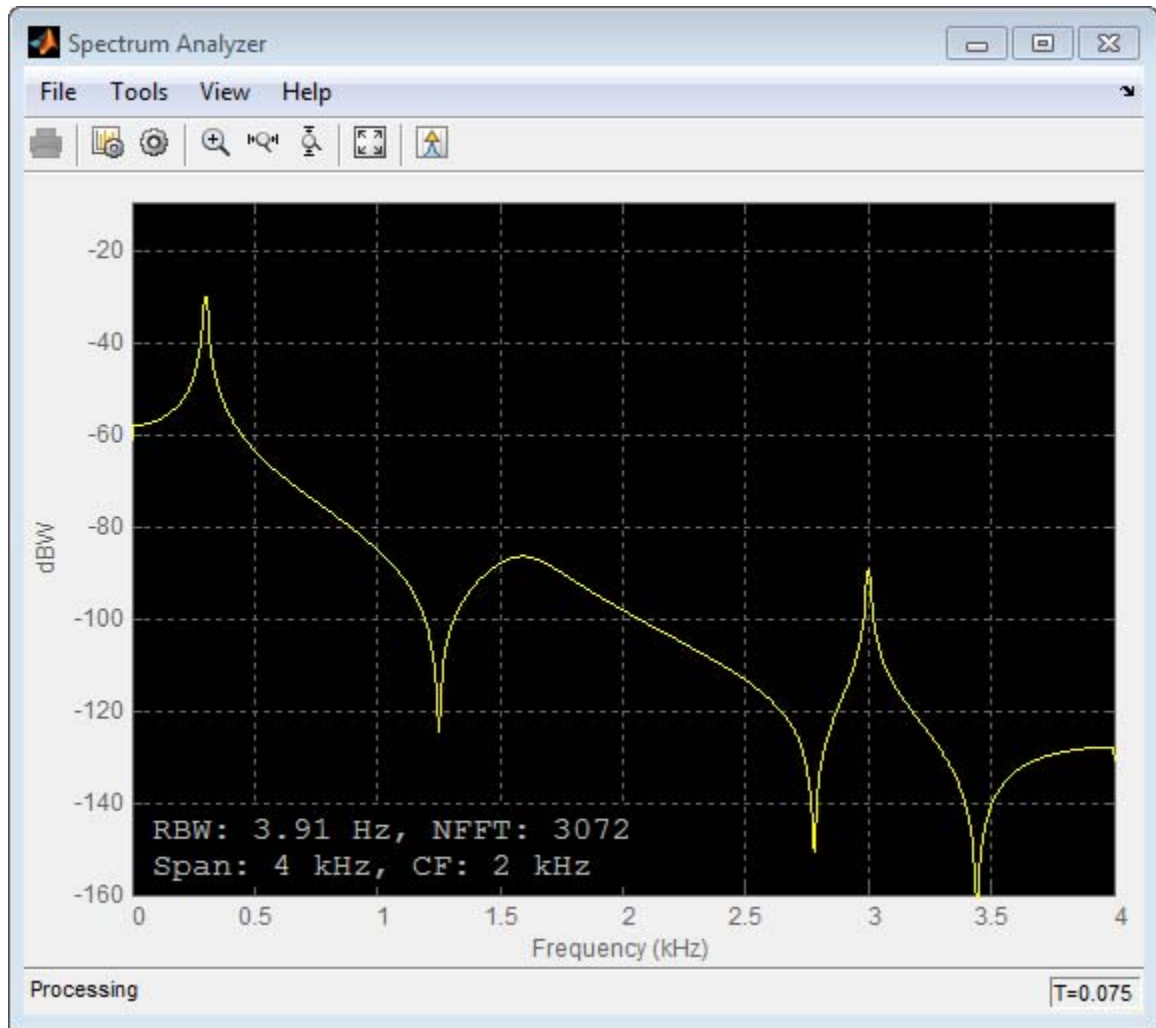 Spectrum Analyzer
File Tools View Help
-20
-40
-60
-80
-100
-120
-140
-160
dBW
RBW: 3.91 Hz, NFFT: 3072
Span: 4 kHz, CF: 2 kHz
0 0.5 1 1.5 2 2.5 3 3.5 4
Frequency (kHz)
Processing T=0.075